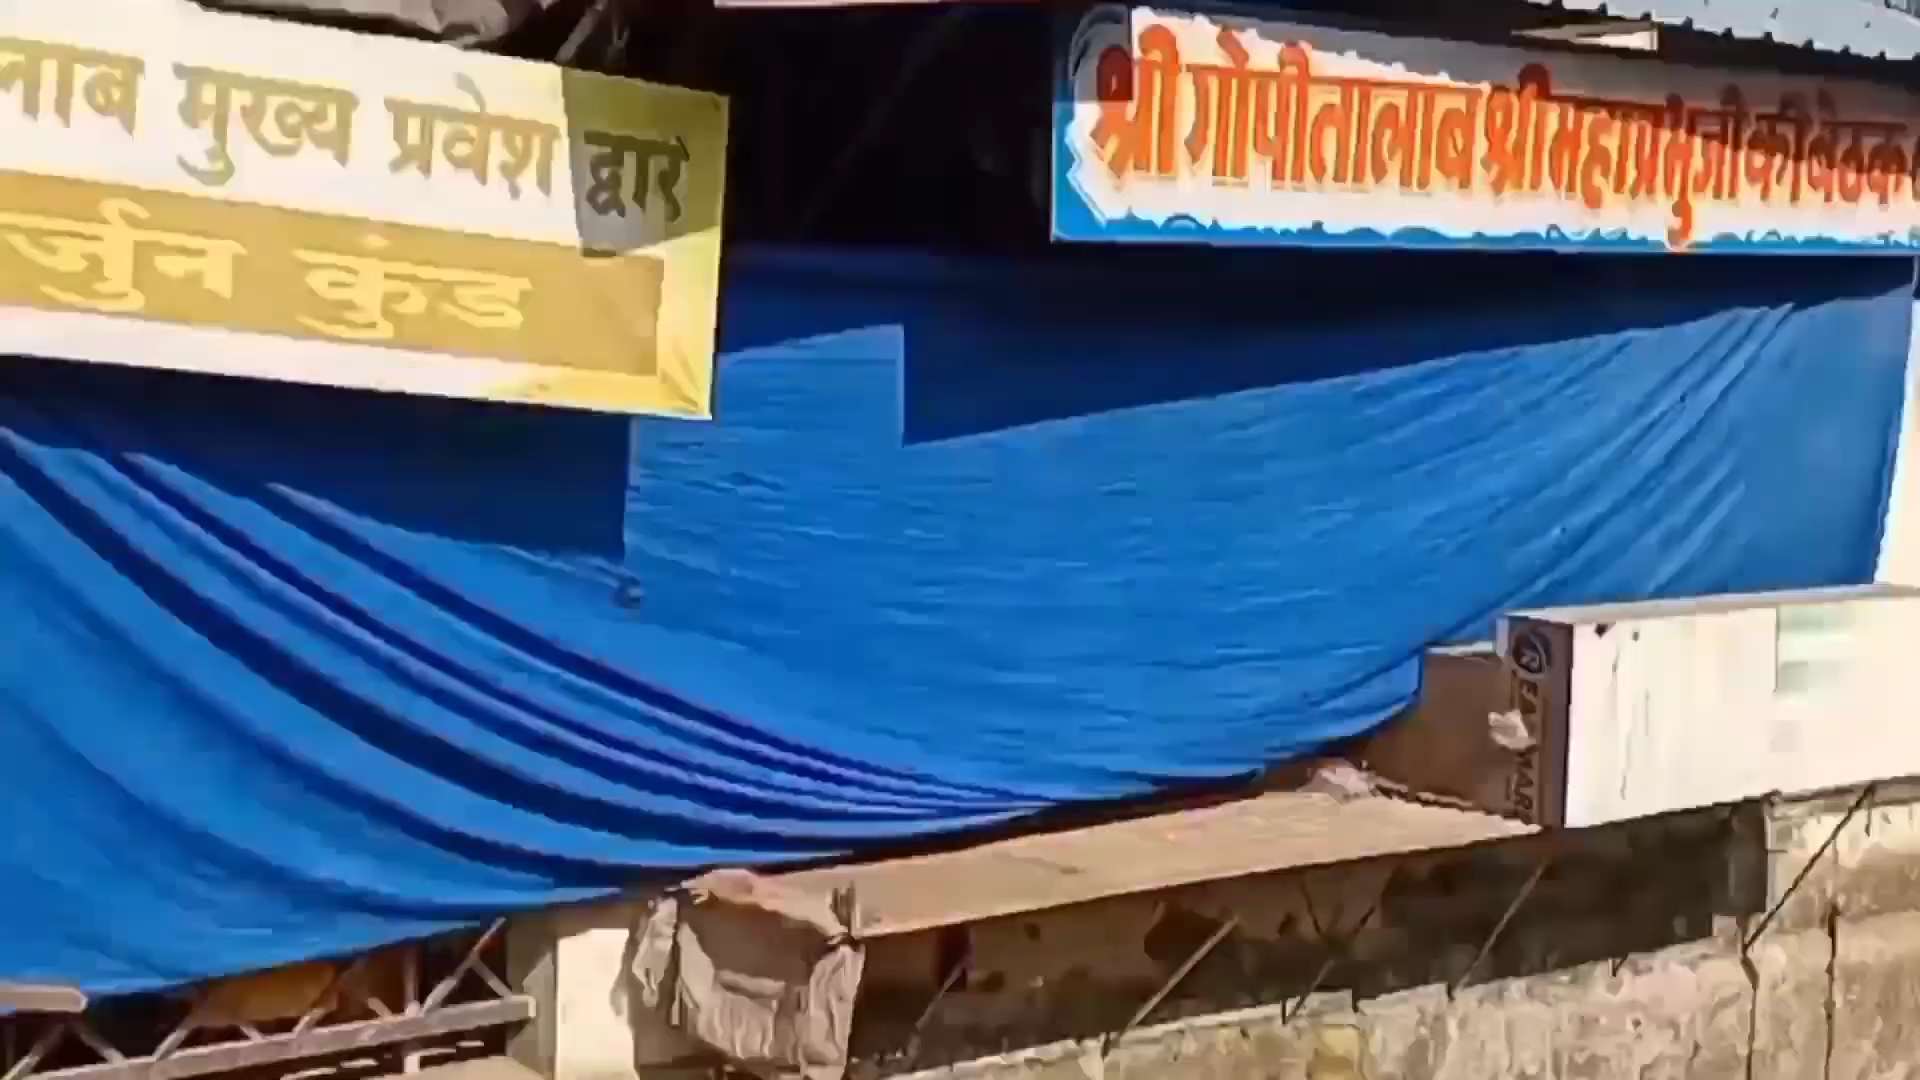 मुख्य प्रवेश द्वार
कुंड
श्री गोपीतालाब श्री महाप्रभुजी की बेठक